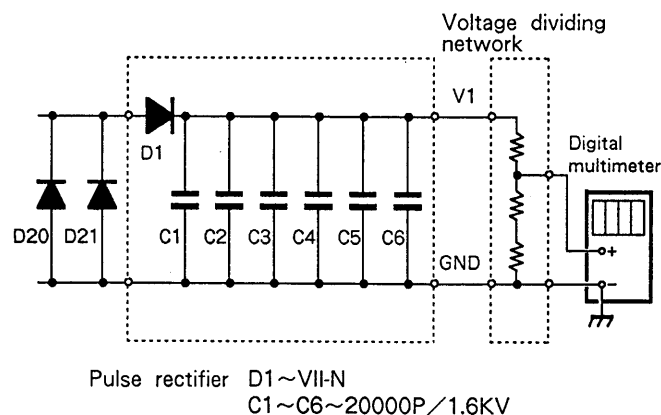 Voltage dividing
network
V1
Digital
multimeter
D1
D20
D21
C1
C2
C3
C4
C5
C6
GND
+
-
Pulse rectifier D1~VII-N
C1~C6~20000P/1.6KV